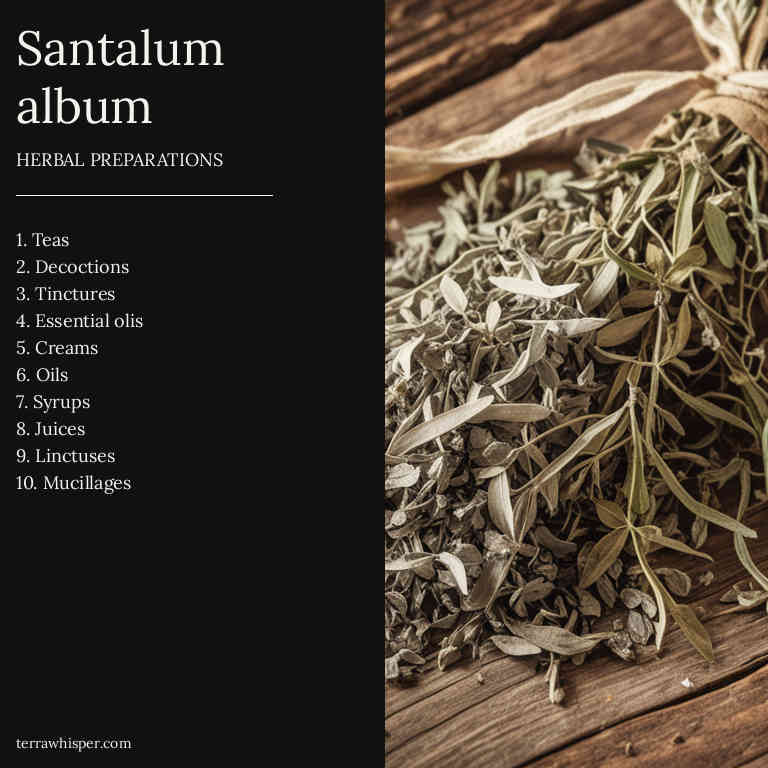 Santalum
album
HERBAL PREPARATIONS
1. Teas
2. Decoctions
3. Tinctures
4. Essential olis
5. Creams
6. Oils
7. Syrups
8. Juices
9. Linctuses
10. Mucillages
terrawhisper.com